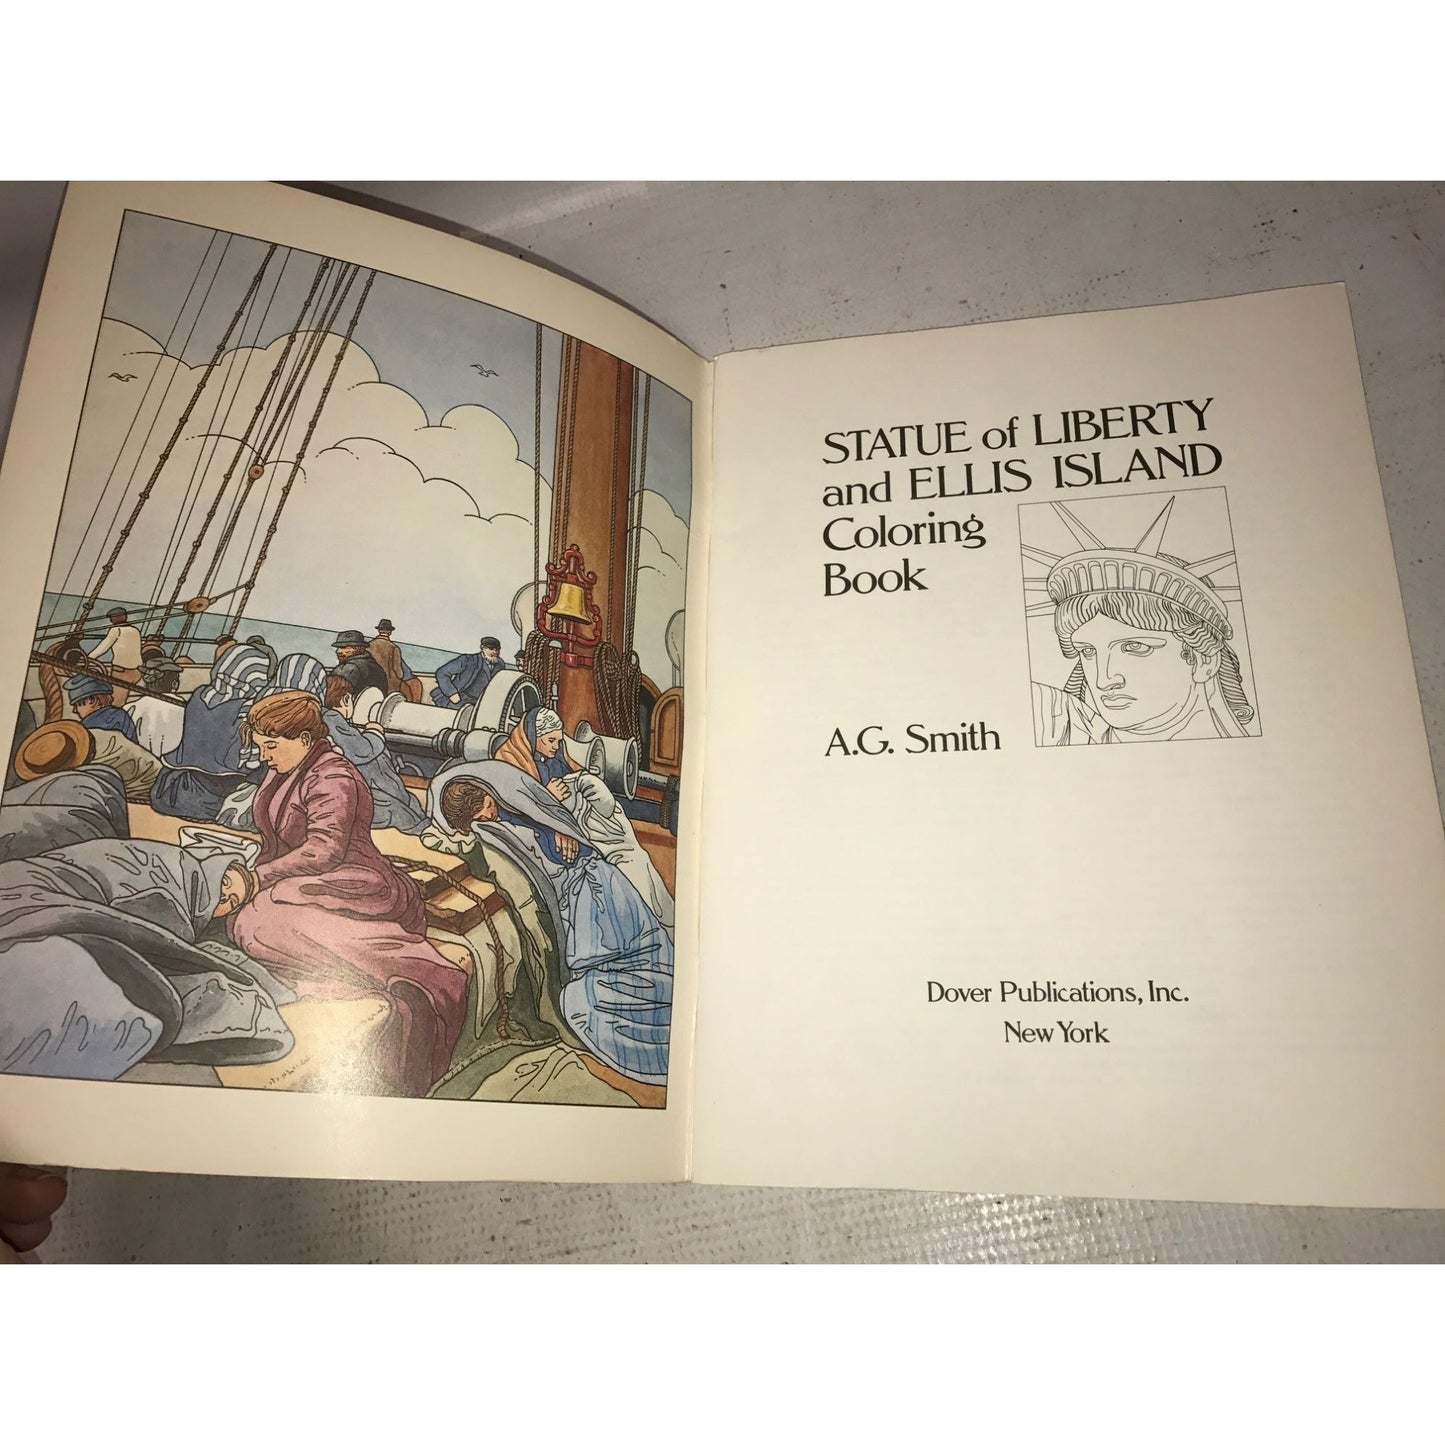 STATUE of LIBERTY
and ELLIS ISLAND
Coloring
Book
A.G. Smith
Dover Publications, Inc.
New York